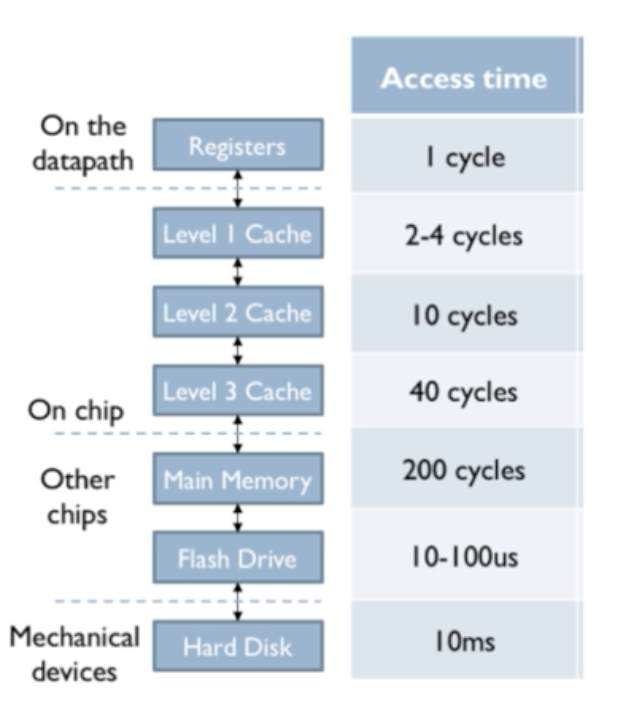 Access time
On the
datapath
Registers
1 cycle
Level 1 Cache
2-4 cycles
Level 2 Cache
10 cycles
Level 3 Cache
40 cycles
On chip
Other
chips
Main Memory
200 cycles
Flash Drive
10-100us
Mechanical
devices
Hard Disk
10ms